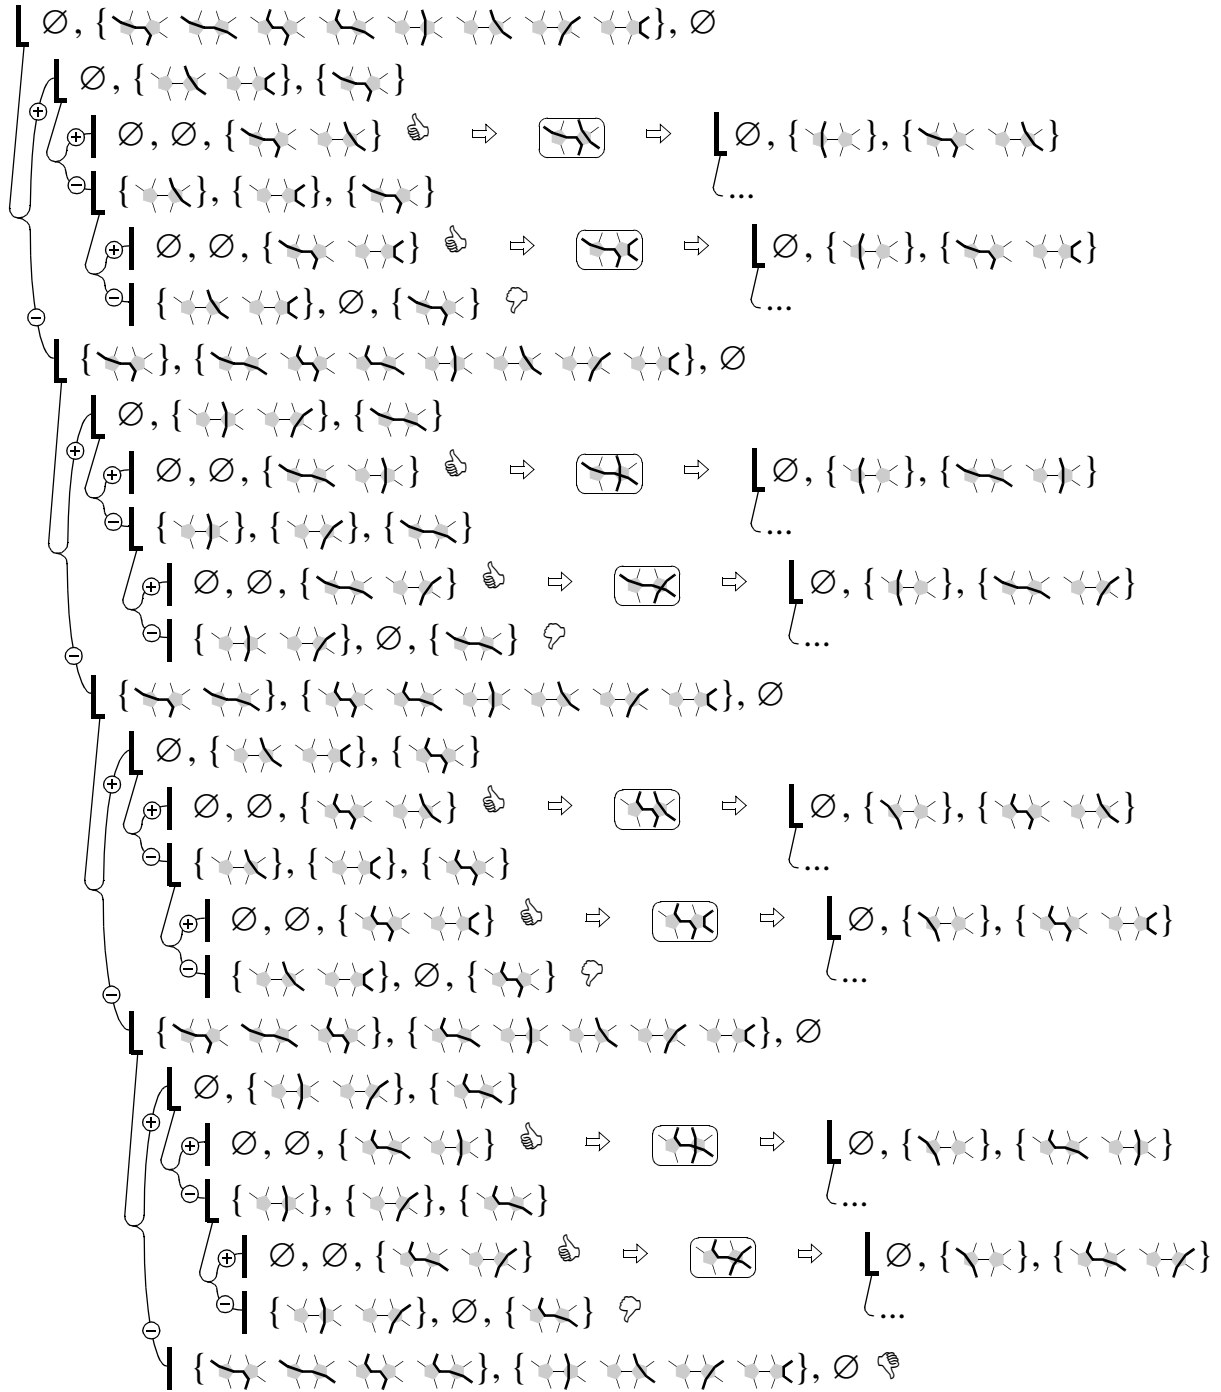 ∅, { }, ∅
∅, { }, { }
∅, ∅, { } ∅, { }, { }
{ }, { }, { } ...
∅, ∅, { } ∅, { }, { }
{ }, ∅, { } ...
{ }, { }, ∅
∅, { }, { }
∅, ∅, { } ∅, { }, { }
{ }, { }, { } ...
∅, ∅, { } ∅, { }, { }
{ }, ∅, { } ...
{ }, { }, ∅
∅, { }, { }
∅, ∅, { } ∅, { }, { }
{ }, { }, { } ...
∅, ∅, { } ∅, { }, { }
{ }, ∅, { } ...
{ }, { }, ∅
∅, { }, { }
∅, ∅, { } ∅, { }, { }
{ }, { }, { } ...
∅, ∅, { } ∅, { }, { }
{ }, ∅, { } ...
{ }, { }, ∅